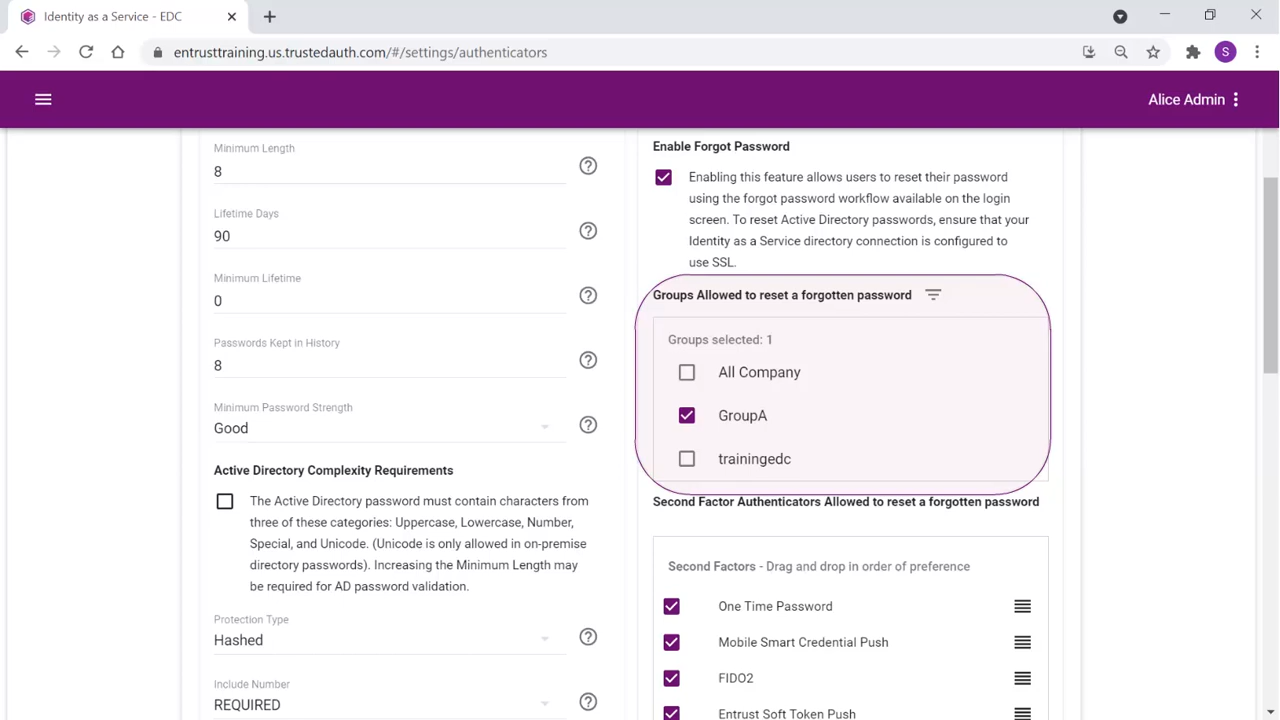 Identity as a Service - EDC
entrusttraining.us.trustedauth.com/#/settings/authenticators
S
Alice Admin
Minimum Length
8
Lifetime Days
90
Minimum Lifetime
0
Passwords Kept in History
8
Minimum Password Strength
Good
Active Directory Complexity Requirements
The Active Directory password must contain characters from
three of these categories: Uppercase, Lowercase, Number,
Special, and Unicode. (Unicode is only allowed in on-premise
directory passwords). Increasing the Minimum Length may
be required for AD password validation.
Protection Type
Hashed
Include Number
REQUIRED
Enable Forgot Password
Enabling this feature allows users to reset their password
using the forgot password workflow available on the login
screen. To reset Active Directory passwords, ensure that your
Identity as a Service directory connection is configured to
use SSL.
Groups Allowed to reset a forgotten password
Groups selected: 1
All Company
GroupA
trainingedc
Second Factor Authenticators Allowed to reset a forgotten password
Second Factors - Drag and drop in order of preference
One Time Password
Mobile Smart Credential Push
FIDO2
Entrust Soft Token Push